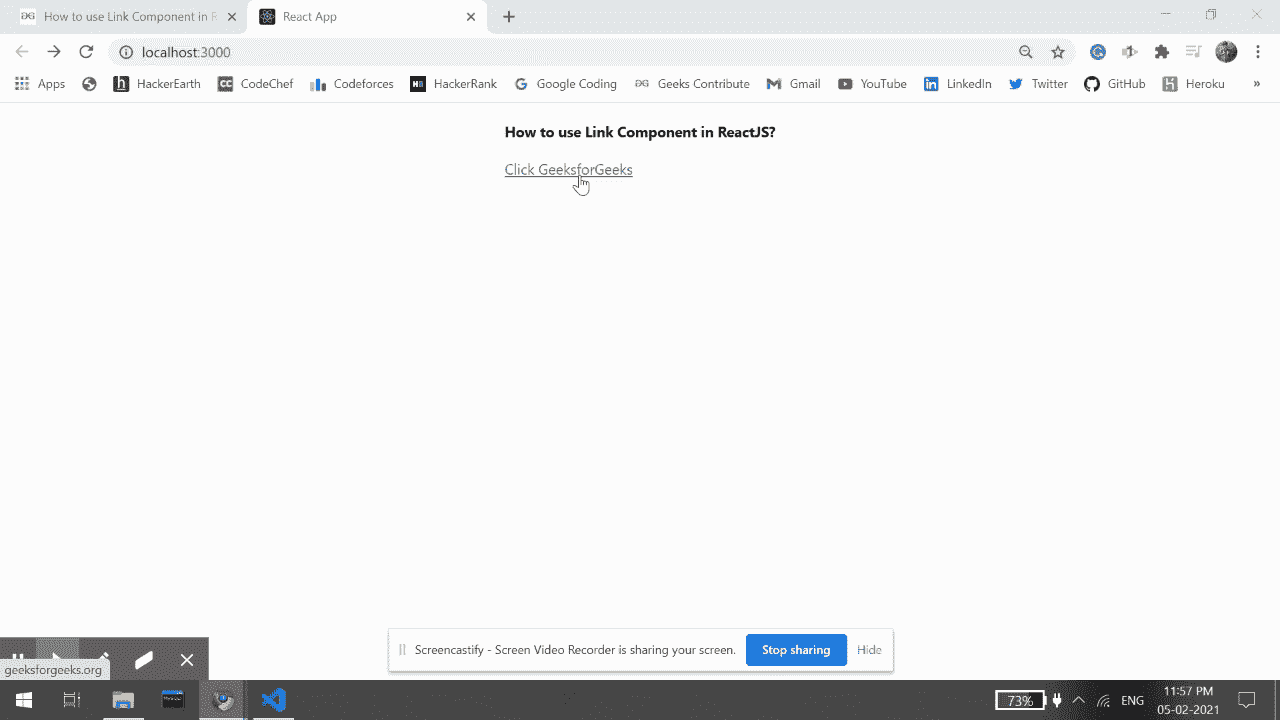 How to use Link Component in R
React App
localhost:3000
Apps
HackerEarth
CodeChef
Codeforces
HackerRank
Google Coding
Geeks Contribute
Gmail
YouTube
LinkedIn
Twitter
GitHub
Heroku
»
How to use Link Component in ReactJS?
Click GeeksforGeeks
Screencastify - Screen Video Recorder is sharing your screen.
Stop sharing
Hide
geeksforgeeks.org
73%
ENG
11:57 PM
05-02-2021